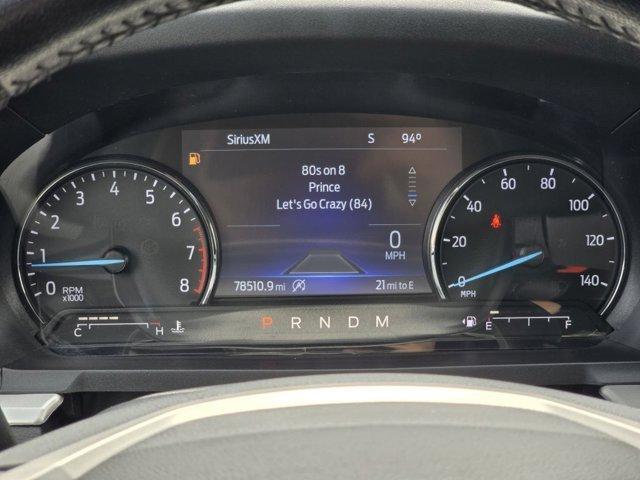 SiriusXM S 94°
80s on 8
Prince
Let's Go Crazy (84)
0
MPH
78510.9 mi 21 mi to E
0 1 2 3 4 5 6 7 8
RPM
x1000
0 20 40 60 80 100 120 140
MPH
C H
P R N D M
E F